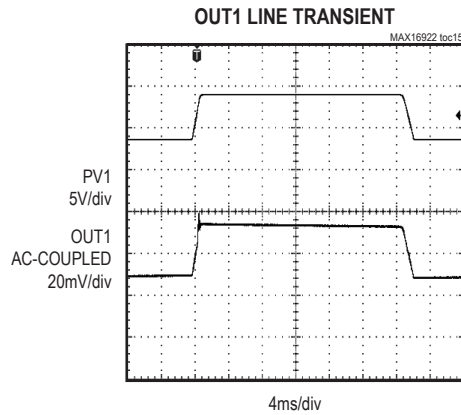 OUT1 LINE TRANSIENT
MAX16922 toc15
T
PV1
5V/div
OUT1
AC-COUPLED
20mV/div
4ms/div